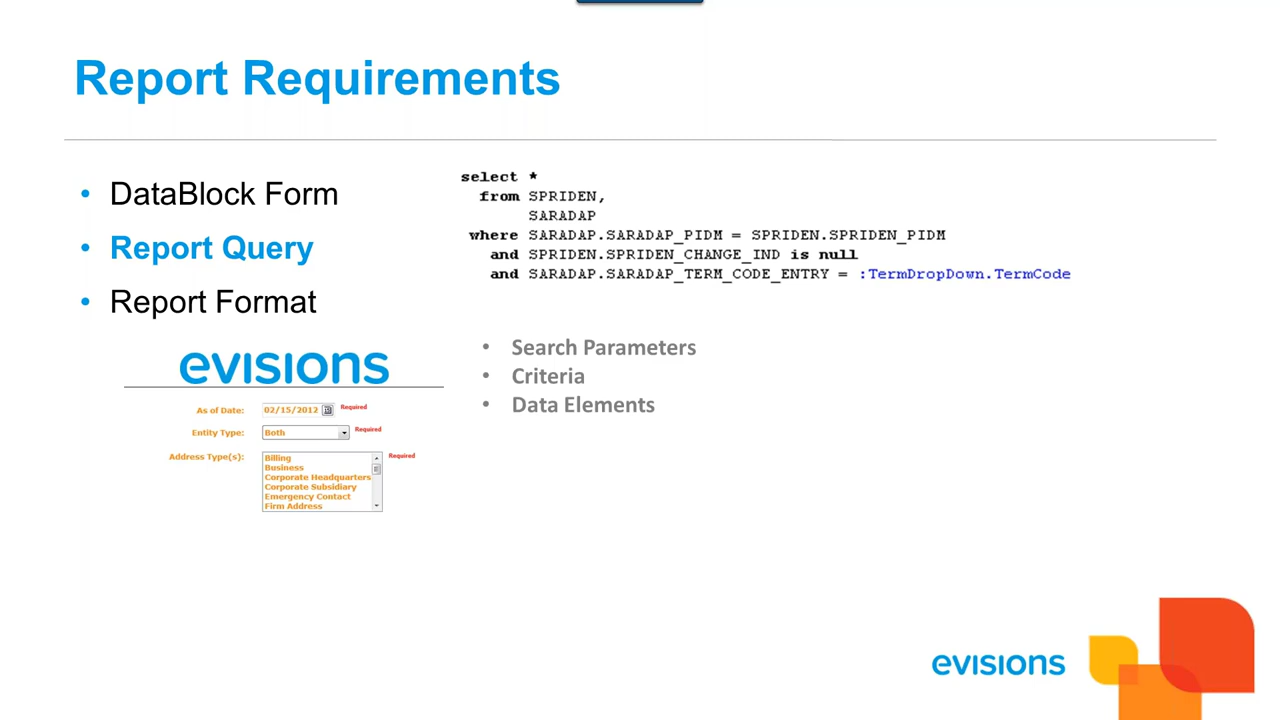 Report Requirements
• DataBlock Form
• Report Query
• Report Format
select *
from SPRIDEN,
SARADAP
where SARADAP.SARADAP_PIDM = SPRIDEN.SPRIDEN_PIDM
and SPRIDEN.SPRIDEN_CHANGE_IND is null
and SARADAP.SARADAP_TERM_CODE_ENTRY = :TermDropDown.TermCode
• Search Parameters
• Criteria
• Data Elements
evisions
As of Date: 02/15/2012 Required
Entity Type: Both Required
Address Type(s): Billing Required
Business
Corporate Headquarters
Corporate Subsidiary
Emergency Contact
Firm Address
evisions